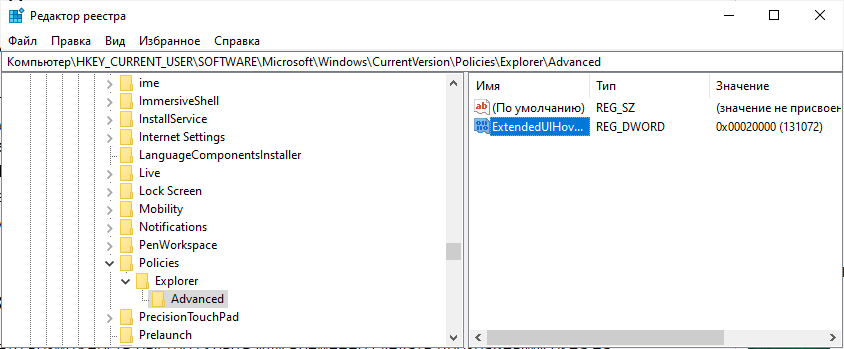 Редактор реестра
Файл Правка Вид Избранное Справка
Компьютер\HKEY_CURRENT_USER\SOFTWARE\Microsoft\Windows\CurrentVersion\Policies\Explorer\Advanced
ime
ImmersiveShell
InstallService
Internet Settings
LanguageComponentsInstaller
Live
Lock Screen
Mobility
Notifications
PenWorkspace
Policies
Explorer
Advanced
PrecisionTouchPad
Prelaunch
Имя Тип Значение
(По умолчанию) REG_SZ (значение не присвоен
ExtendedUIHov... REG_DWORD 0x00020000 (131072)